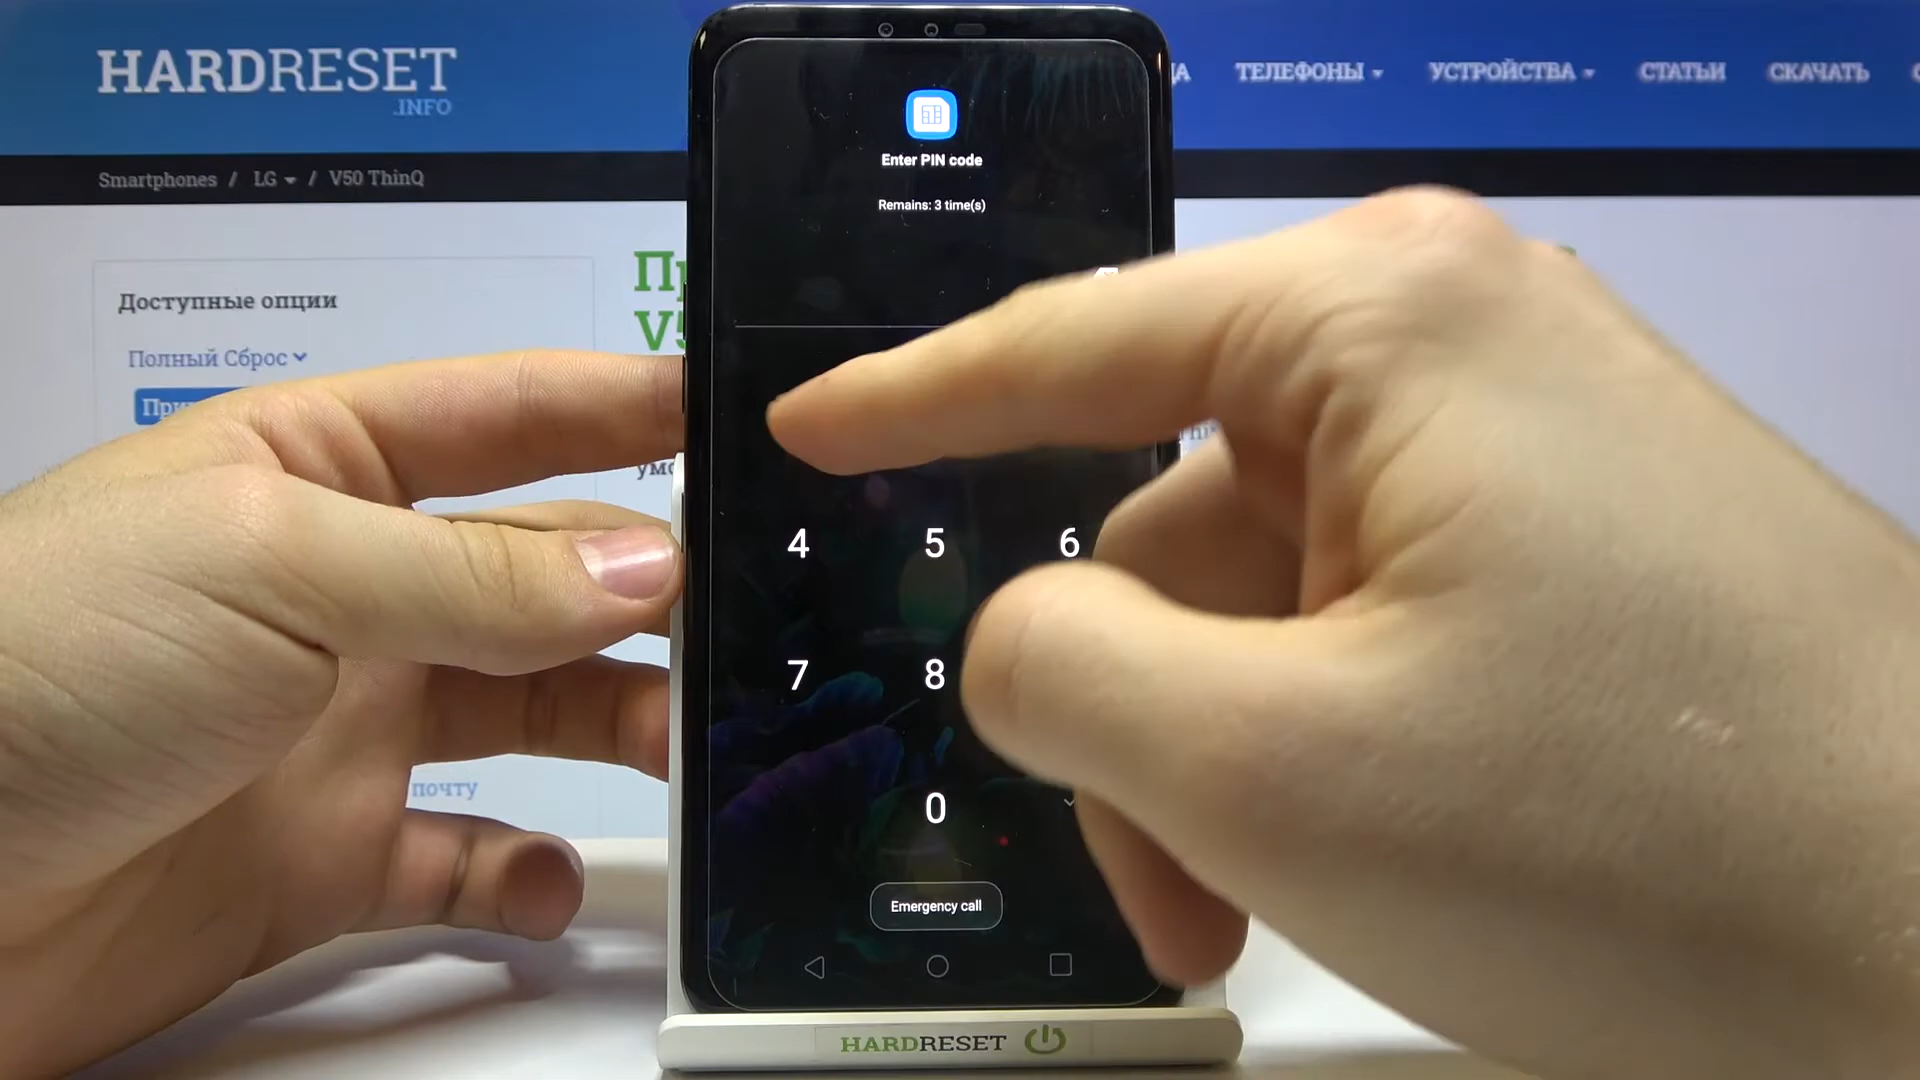 HARDRESET
.INFO
ТЕЛЕФОНЫ
УСТРОЙСТВА
СТАТЬИ
СКАЧАТЬ
Smartphones / LG / V50 ThinQ
Доступные опции
Полный Сброс
почту
Enter PIN code
Remains: 3 time(s)
4 5 6
7 8
0
Emergency call
HARDRESET